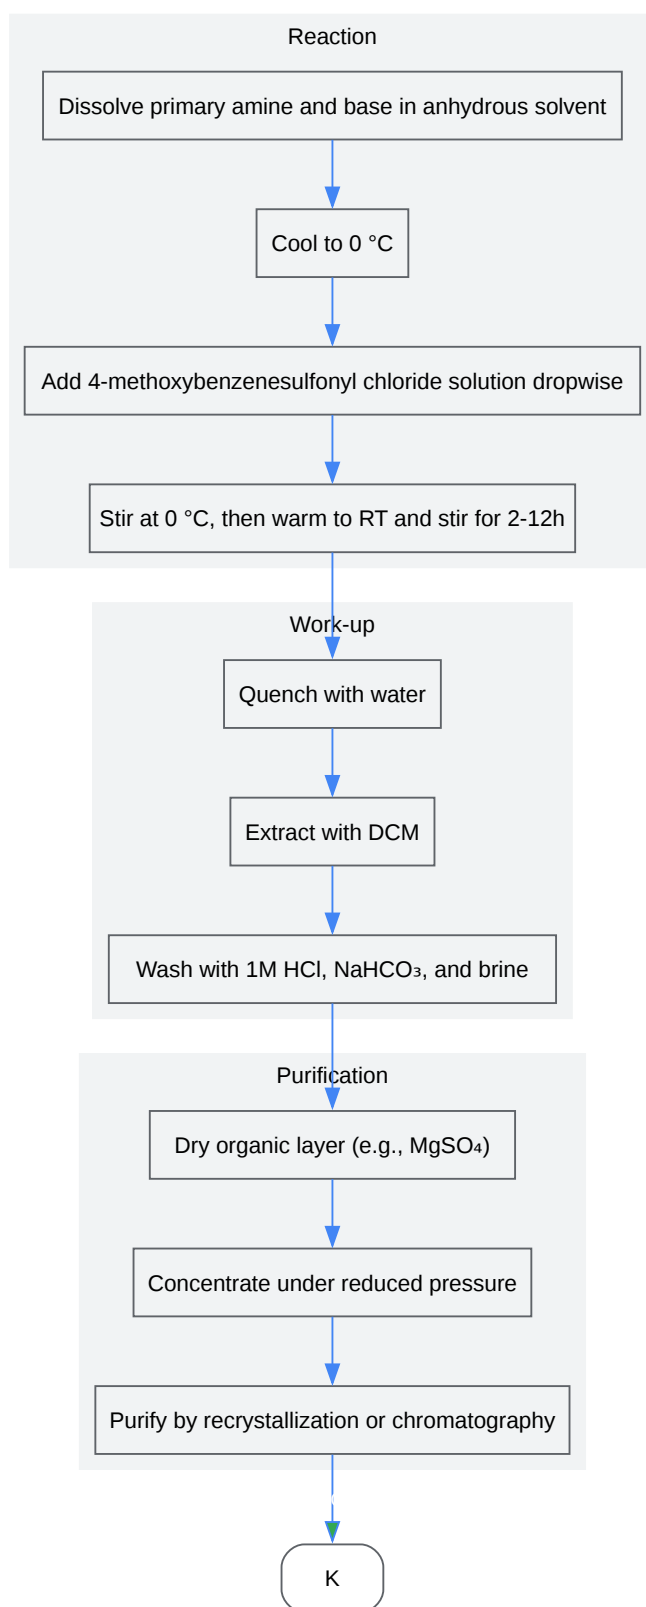 Reaction
Dissolve primary amine and base in anhydrous solvent
Cool to 0 °C
Add 4-methoxybenzenesulfonyl chloride solution dropwise
Stir at 0 °C, then warm to RT and stir for 2-12h
Work-up
Quench with water
Extract with DCM
Wash with 1M HCl, NaHCO₃, and brine
Purification
Dry organic layer (e.g., MgSO₄)
Concentrate under reduced pressure
Purify by recrystallization or chromatography
K